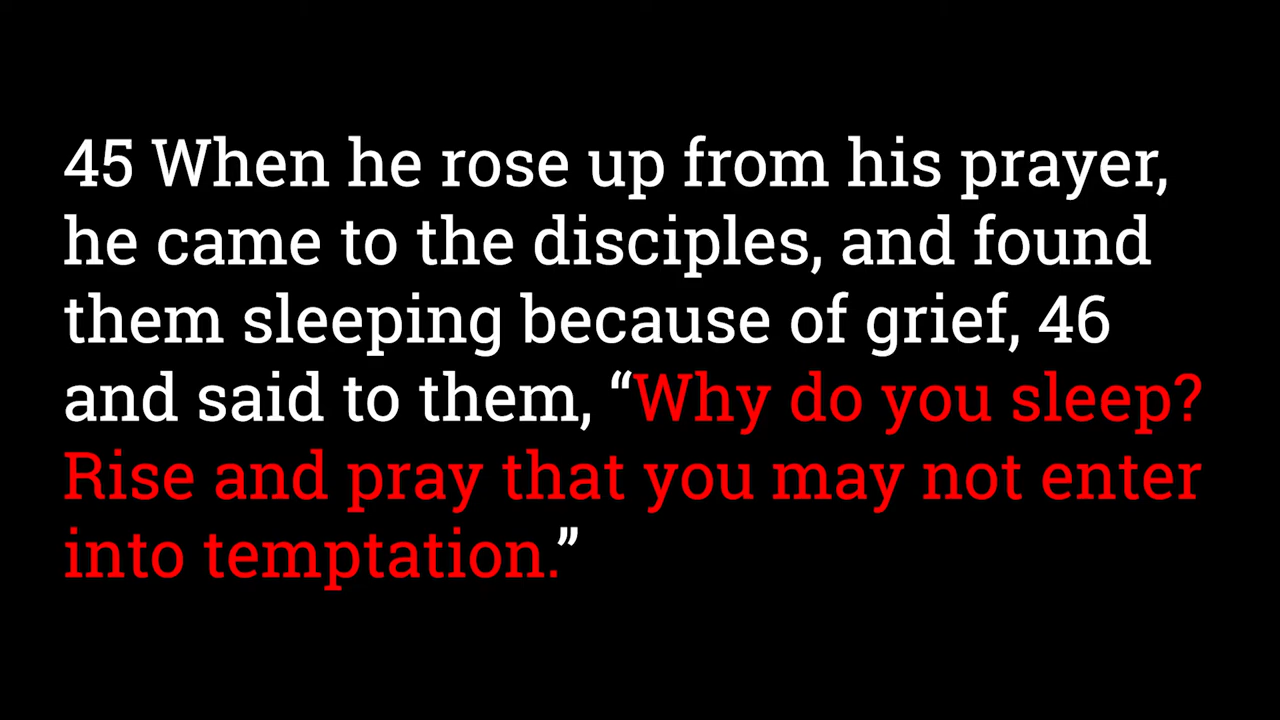 45 When he rose up from his prayer,
he came to the disciples, and found
them sleeping because of grief, 46
and said to them, “Why do you sleep?
Rise and pray that you may not enter
into temptation.”